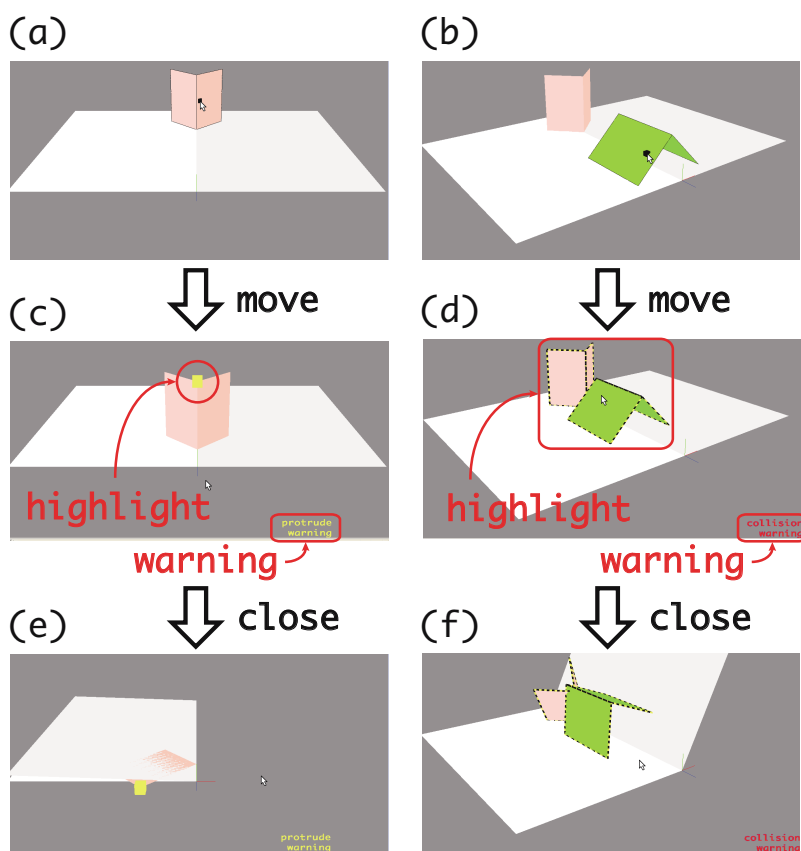 (a)
(b)
move
move
(c)
(d)
highlight
highlight
protrude
warning
collision
warning
warning
warning
close
close
(e)
(f)
protrude
warning
collision
warning